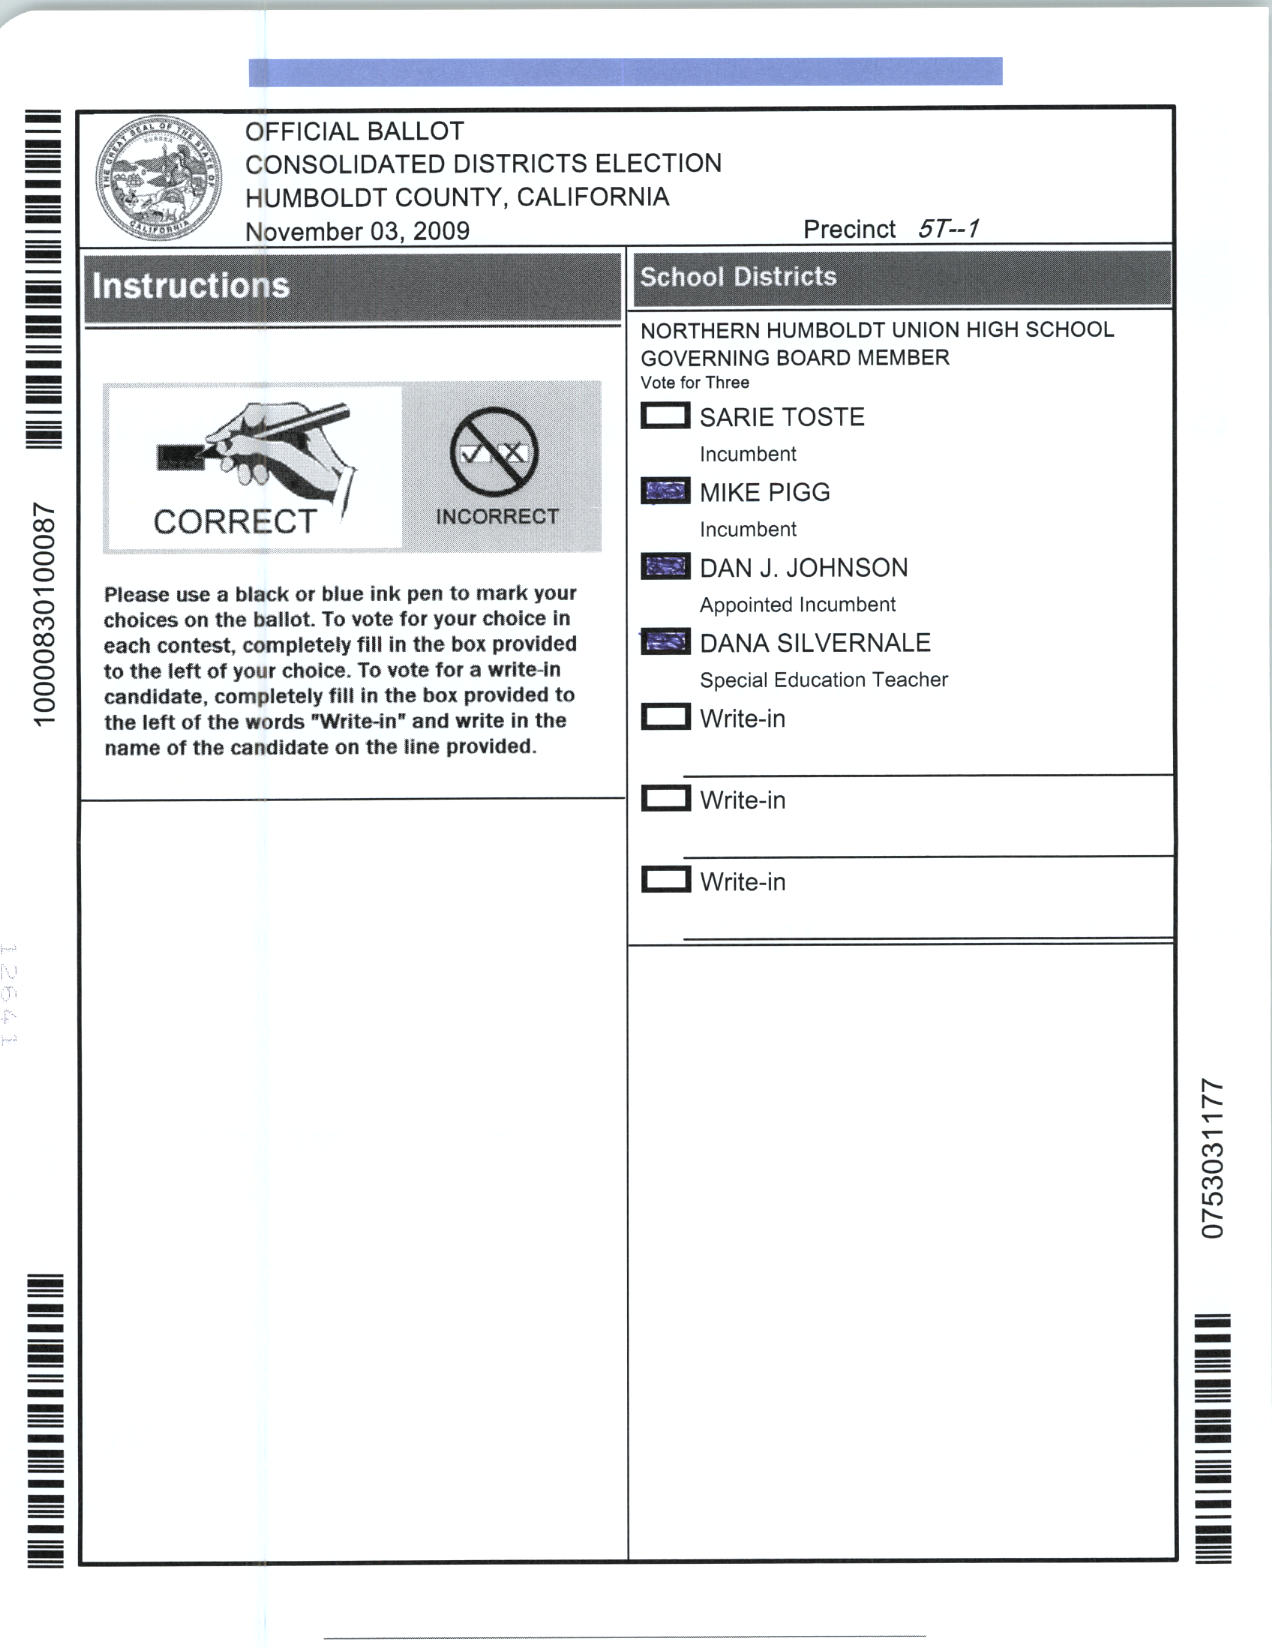 OFFICIAL BALLOT
CONSOLIDATED DISTRICTS ELECTION
HUMBOLDT COUNTY, CALIFORNIA
November 03, 2009
Precinct 5T--1
THE GREAT SEAL OF THE STATE OF CALIFORNIA
EUREKA
Instructions
CORRECT
INCORRECT
Please use a black or blue ink pen to mark your
choices on the ballot. To vote for your choice in
each contest, completely fill in the box provided
to the left of your choice. To vote for a write-in
candidate, completely fill in the box provided to
the left of the words "Write-in" and write in the
name of the candidate on the line provided.
School Districts
NORTHERN HUMBOLDT UNION HIGH SCHOOL
GOVERNING BOARD MEMBER
Vote for Three
SARIE TOSTE
Incumbent
MIKE PIGG
Incumbent
DAN J. JOHNSON
Appointed Incumbent
DANA SILVERNALE
Special Education Teacher
Write-in
Write-in
Write-in
10000830100087
0753031177
12641